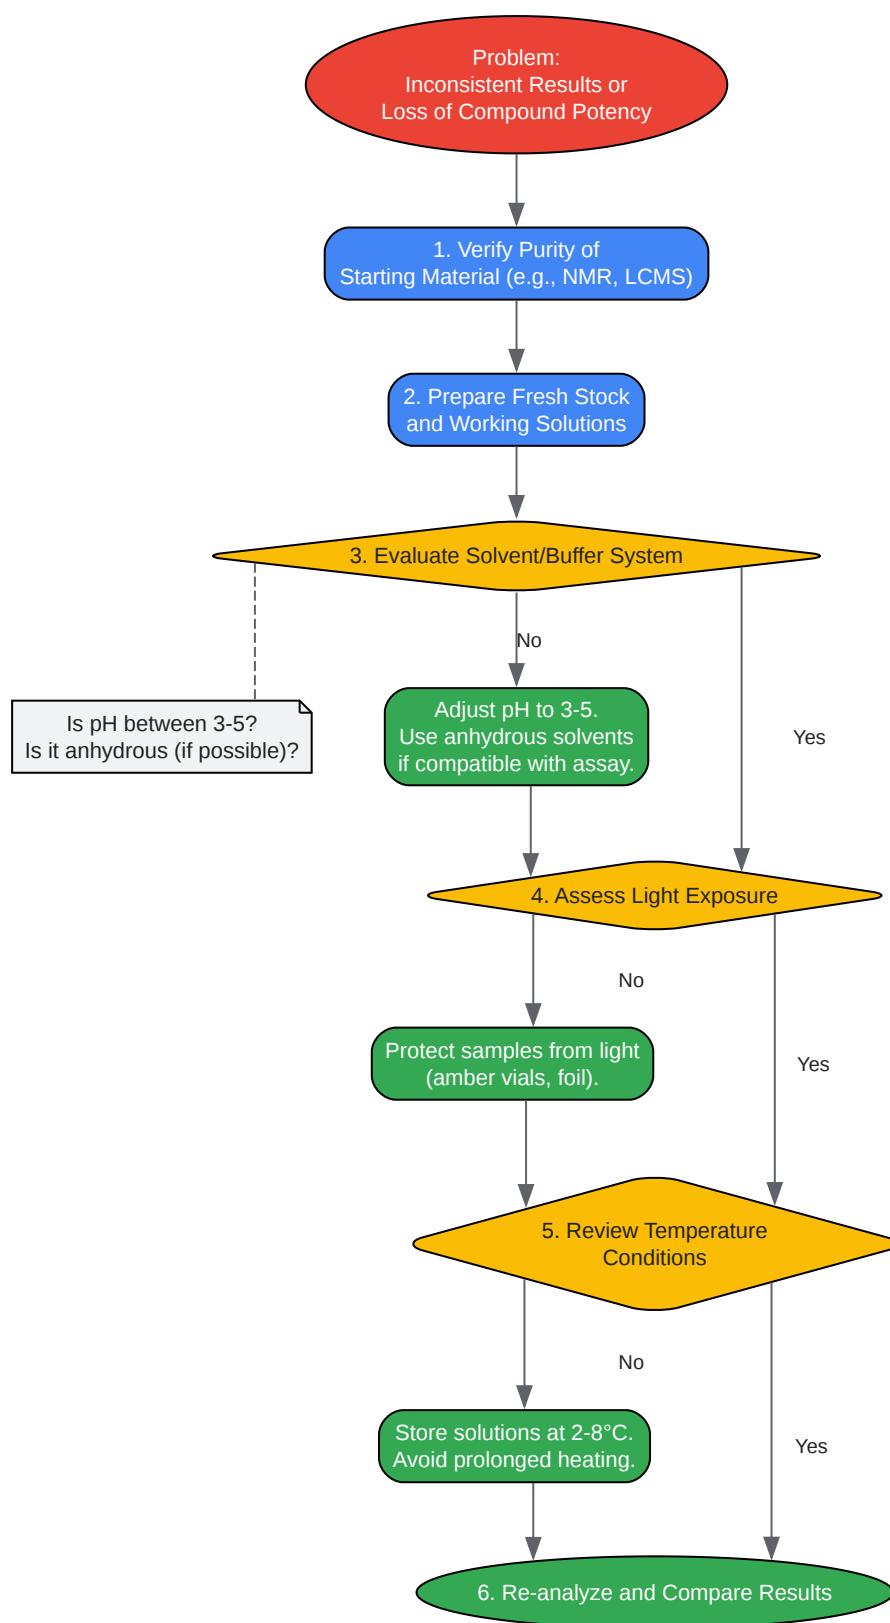 Problem:
Inconsistent Results or
Loss of Compound Potency
1. Verify Purity of
Starting Material (e.g., NMR, LCMS)
2. Prepare Fresh Stock
and Working Solutions
3. Evaluate Solvent/Buffer System
No
Is pH between 3-5?
Is it anhydrous (if possible)?
Adjust pH to 3-5.
Use anhydrous solvents
if compatible with assay.
Yes
4. Assess Light Exposure
No
Protect samples from light
(amber vials, foil).
Yes
5. Review Temperature
Conditions
No
Store solutions at 2-8°C.
Avoid prolonged heating.
Yes
6. Re-analyze and Compare Results